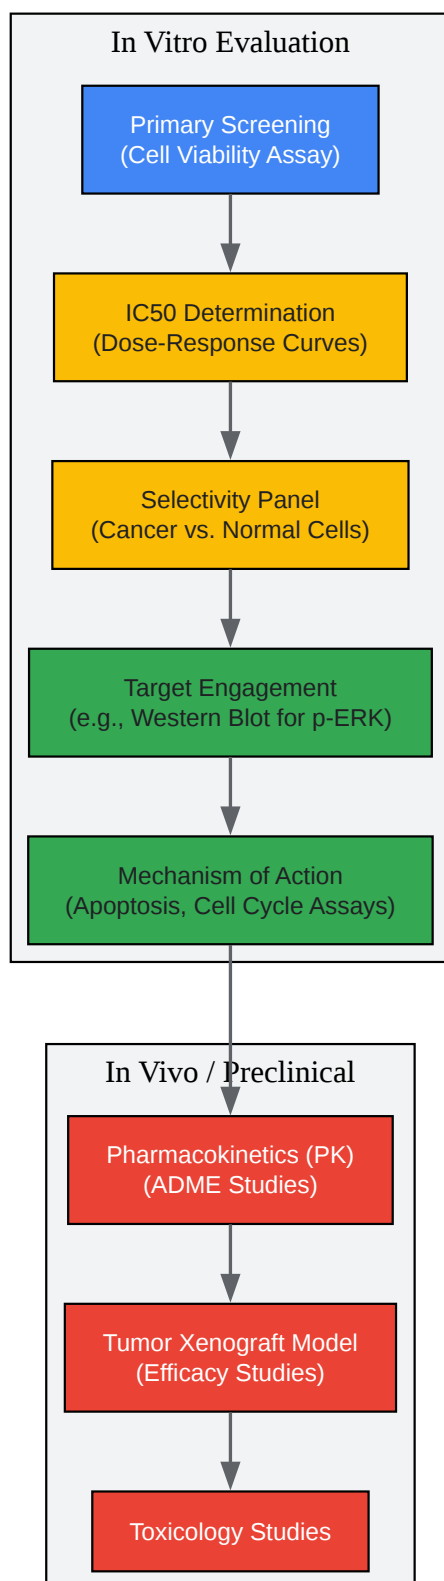 In Vitro Evaluation
Primary Screening
(Cell Viability Assay)
IC50 Determination
(Dose-Response Curves)
Selectivity Panel
(Cancer vs. Normal Cells)
Target Engagement
(e.g., Western Blot for p-ERK)
Mechanism of Action
(Apoptosis, Cell Cycle Assays)
In Vivo / Preclinical
Pharmacokinetics (PK)
(ADME Studies)
Tumor Xenograft Model
(Efficacy Studies)
Toxicology Studies